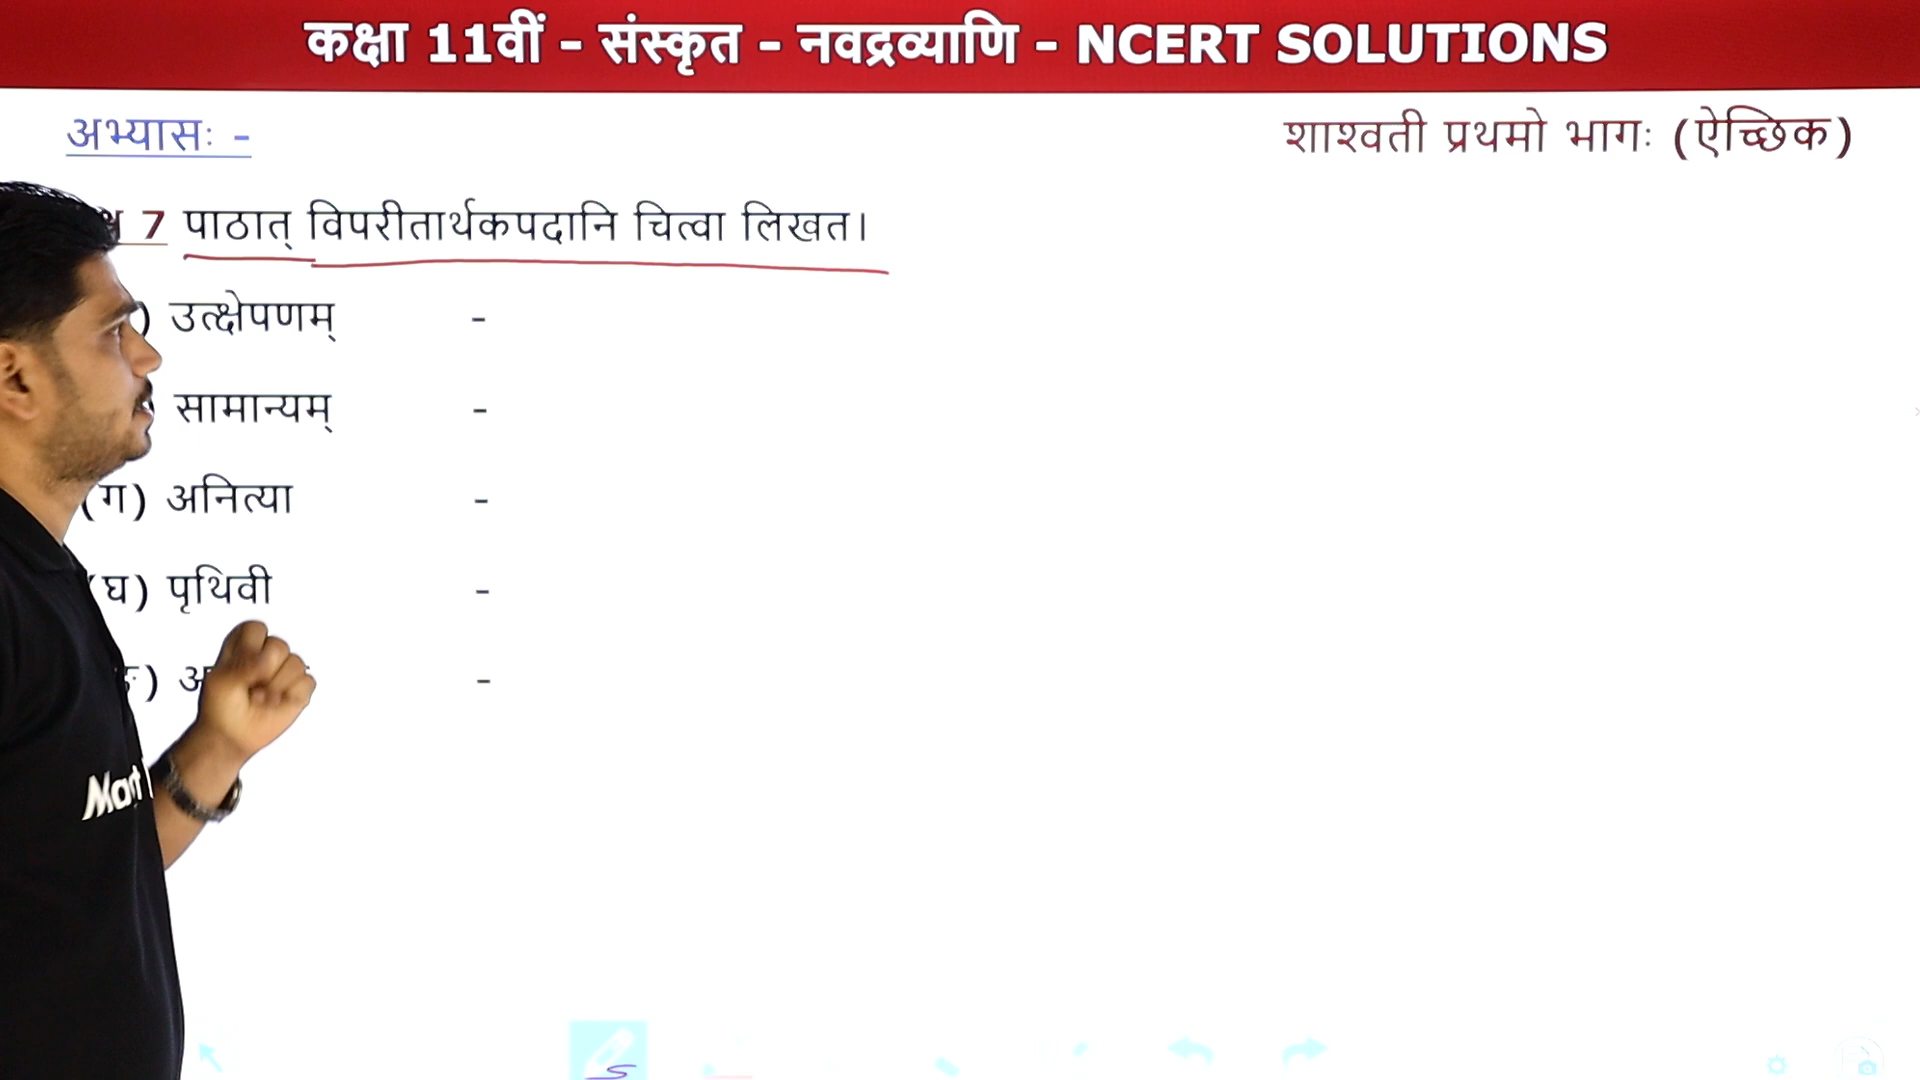 कक्षा 11वीं - संस्कृत - नवद्रव्याणि - NCERT SOLUTIONS
अभ्यासः -
शाश्वती प्रथमो भागः (ऐच्छिक)
7 पाठात् विपरीतार्थकपदानि चित्वा लिखत।
) उत्क्षेपणम् -
सामान्यम् -
(ग) अनित्या -
(घ) पृथिवी -
) -